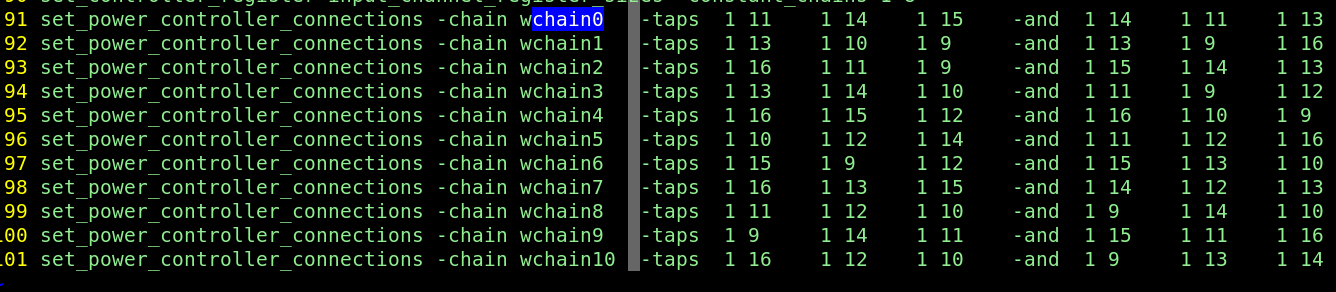 91 set_power_controller_connections -chain wchain0 -taps 1 11 1 14 1 15 -and 1 14 1 11 1 13
92 set_power_controller_connections -chain wchain1 -taps 1 13 1 10 1 9 -and 1 13 1 9 1 16
93 set_power_controller_connections -chain wchain2 -taps 1 16 1 11 1 9 -and 1 15 1 14 1 13
94 set_power_controller_connections -chain wchain3 -taps 1 13 1 14 1 10 -and 1 11 1 9 1 12
95 set_power_controller_connections -chain wchain4 -taps 1 16 1 15 1 12 -and 1 16 1 10 1 9
96 set_power_controller_connections -chain wchain5 -taps 1 10 1 12 1 14 -and 1 11 1 12 1 16
97 set_power_controller_connections -chain wchain6 -taps 1 15 1 9 1 12 -and 1 15 1 13 1 10
98 set_power_controller_connections -chain wchain7 -taps 1 16 1 13 1 15 -and 1 14 1 12 1 13
99 set_power_controller_connections -chain wchain8 -taps 1 11 1 12 1 10 -and 1 9 1 14 1 10
00 set_power_controller_connections -chain wchain9 -taps 1 9 1 14 1 11 -and 1 15 1 11 1 16
01 set_power_controller_connections -chain wchain10 -taps 1 16 1 12 1 10 -and 1 9 1 13 1 14